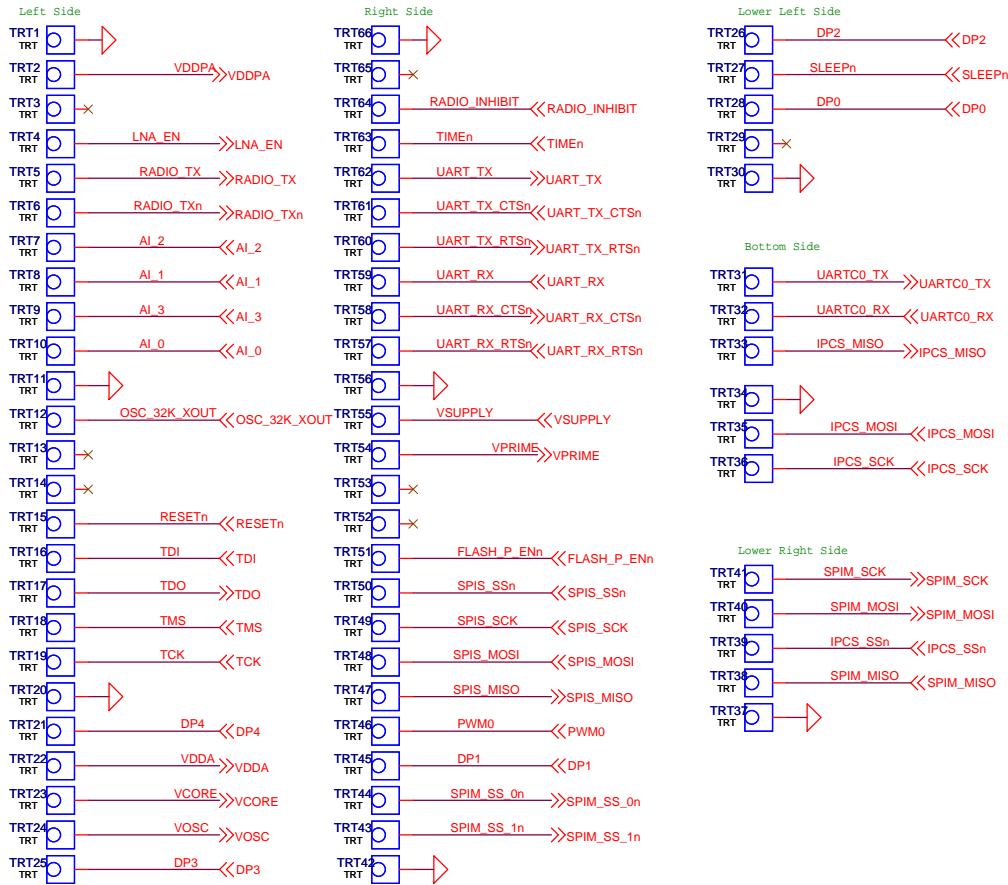 Left Side
TRT1
TRT
TRT2 VDDPA VDDPA
TRT
TRT3
TRT
TRT4 LNA_EN LNA_EN
TRT
TRT5 RADIO_TX RADIO_TX
TRT
TRT6 RADIO_TXn RADIO_TXn
TRT
TRT7 AI_2 AI_2
TRT
TRT8 AI_1 AI_1
TRT
TRT9 AI_3 AI_3
TRT
TRT10 AI_0 AI_0
TRT
TRT11
TRT
TRT12 OSC_32K_XOUT OSC_32K_XOUT
TRT
TRT13
TRT
TRT14
TRT
TRT15 RESETn RESETn
TRT
TRT16 TDI TDI
TRT
TRT17 TDO TDO
TRT
TRT18 TMS TMS
TRT
TRT19 TCK TCK
TRT
TRT20
TRT
TRT21 DP4 DP4
TRT
TRT22 VDDA VDDA
TRT
TRT23 VCORE VCORE
TRT
TRT24 VOSC VOSC
TRT
TRT25 DP3 DP3
TRT
Right Side
TRT66
TRT
TRT65
TRT
TRT64 RADIO_INHIBIT RADIO_INHIBIT
TRT
TRT63 TIMEn TIMEn
TRT
TRT62 UART_TX UART_TX
TRT
TRT61 UART_TX_CTSn UART_TX_CTSn
TRT
TRT60 UART_TX_RTSn UART_TX_RTSn
TRT
TRT59 UART_RX UART_RX
TRT
TRT58 UART_RX_CTSn UART_RX_CTSn
TRT
TRT57 UART_RX_RTSn UART_RX_RTSn
TRT
TRT56
TRT
TRT55 VSUPPLY VSUPPLY
TRT
TRT54 VPRIME VPRIME
TRT
TRT53
TRT
TRT52
TRT
TRT51 FLASH_P_ENn FLASH_P_ENn
TRT
TRT50 SPIS_SSn SPIS_SSn
TRT
TRT49 SPIS_SCK SPIS_SCK
TRT
TRT48 SPIS_MOSI SPIS_MOSI
TRT
TRT47 SPIS_MISO SPIS_MISO
TRT
TRT46 PWM0 PWM0
TRT
TRT45 DP1 DP1
TRT
TRT44 SPIM_SS_0n SPIM_SS_0n
TRT
TRT43 SPIM_SS_1n SPIM_SS_1n
TRT
TRT42
TRT
Lower Left Side
TRT26 DP2 DP2
TRT
TRT27 SLEEPn SLEEPn
TRT
TRT28 DP0 DP0
TRT
TRT29
TRT
TRT30
TRT
Bottom Side
TRT31 UARTC0_TX UARTC0_TX
TRT
TRT32 UARTC0_RX UARTC0_RX
TRT
TRT33 IPCS_MISO IPCS_MISO
TRT
TRT34
TRT
TRT35 IPCS_MOSI IPCS_MOSI
TRT
TRT36 IPCS_SCK IPCS_SCK
TRT
Lower Right Side
TRT41 SPIM_SCK SPIM_SCK
TRT
TRT40 SPIM_MOSI SPIM_MOSI
TRT
TRT39 IPCS_SSn IPCS_SSn
TRT
TRT38 SPIM_MISO SPIM_MISO
TRT
TRT37
TRT